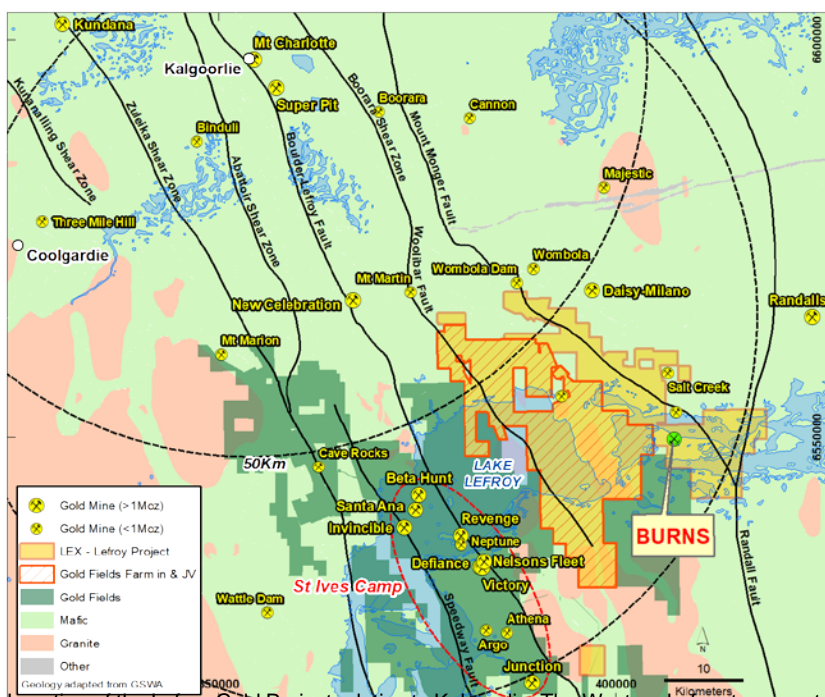 Kundana
Mt Charlotte
Kalgoorlie
Super Pit
Boorara
Cannon
6600000
Kunanalling Shear Zone
Zuleika Shear Zone
Binduli
Abattoir Shear Zone
Boulder-Lefroy Fault
Boorara Shear Zone
Mount Monger Fault
Majestic
Three Mile Hill
Coolgardie
Woolibar Fault
Wombola
Wombola Dam
Mt Martin
Daisy-Milano
New Celebration
Randalls
Mt Marion
Salt Creek
6550000
50Km
Cave Rocks
LAKE
LEFROY
Beta Hunt
Santa Ana
Invincible
Revenge
Neptune
BURNS
Defiance
Nelsons Fleet
Victory
St Ives Camp
Speedway Fault
Randall Fault
Wattle Dam
Athena
Argo
Junction
Gold Mine (>1Moz)
Gold Mine (<1Moz)
LEX - Lefroy Project
Gold Fields Farm in & JV
Gold Fields
Mafic
Granite
Other
Geology adapted from GSWA
350000
400000
N
10
Kilometers